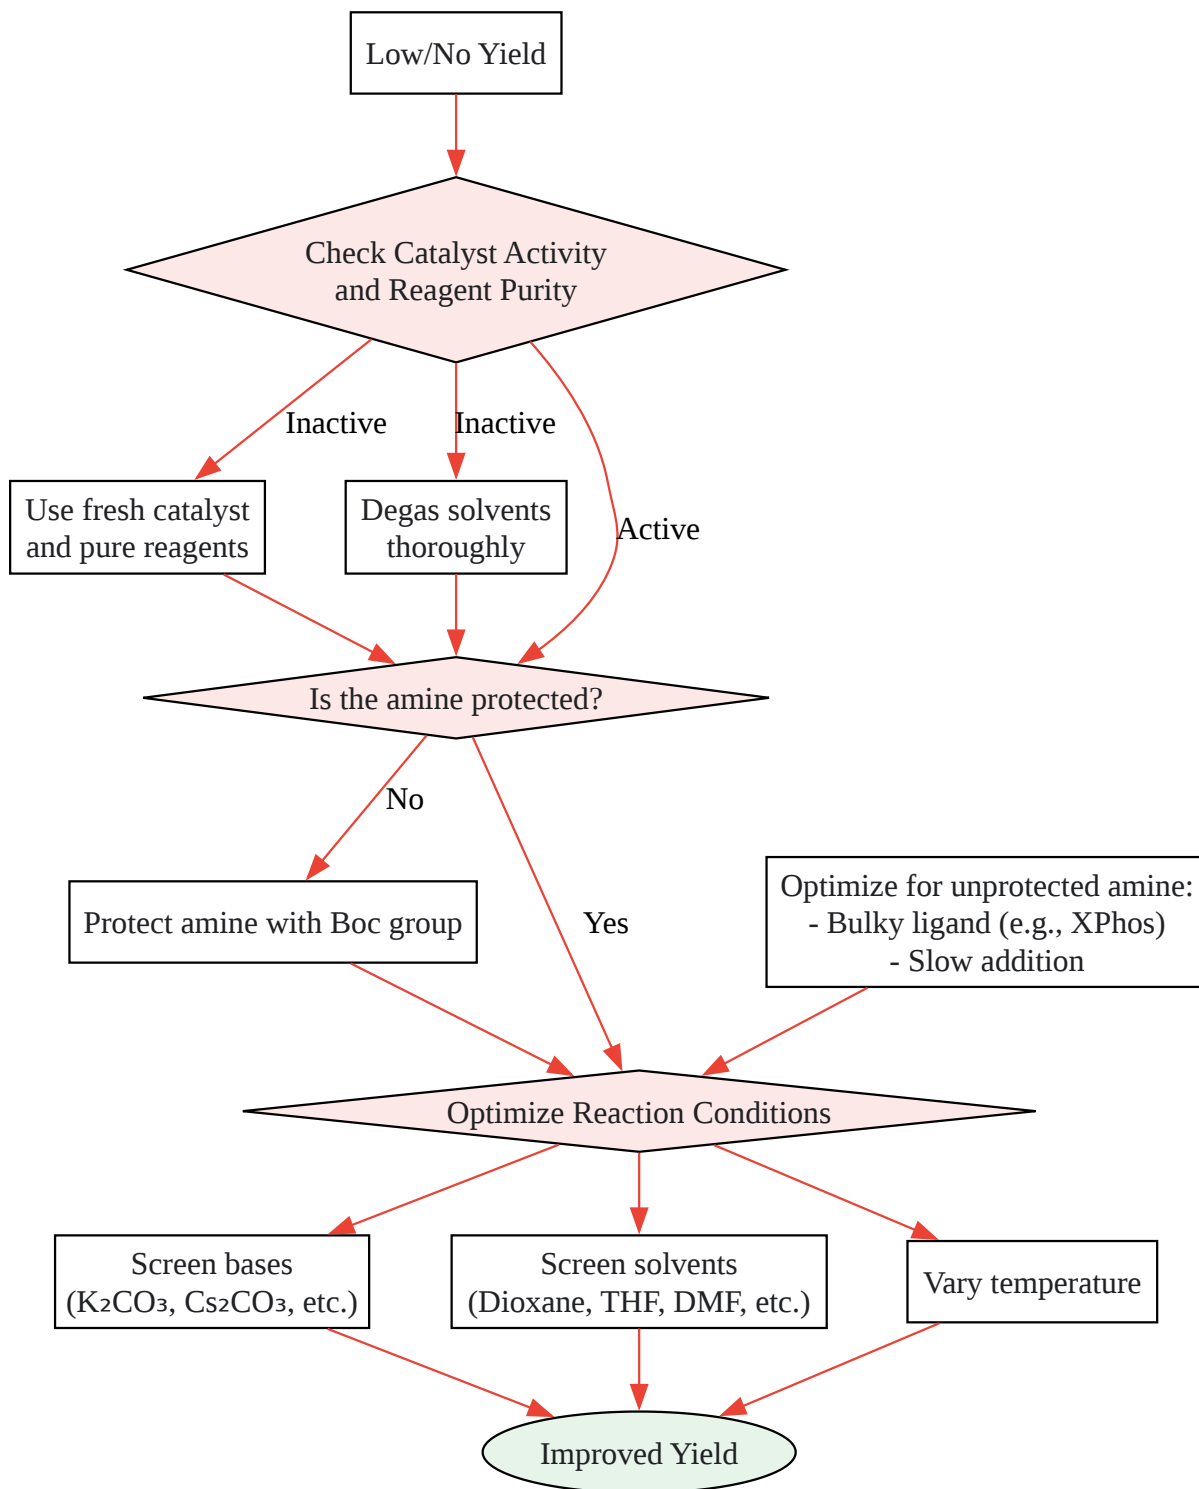 Low/No Yield
Check Catalyst Activity
and Reagent Purity
Inactive
Inactive
Use fresh catalyst
and pure reagents
Degas solvents
thoroughly
Active
Is the amine protected?
No
Protect amine with Boc group
Yes
Optimize for unprotected amine:
- Bulky ligand (e.g., XPhos)
- Slow addition
Optimize Reaction Conditions
Screen bases
(K₂CO₃, Cs₂CO₃, etc.)
Screen solvents
(Dioxane, THF, DMF, etc.)
Vary temperature
Improved Yield